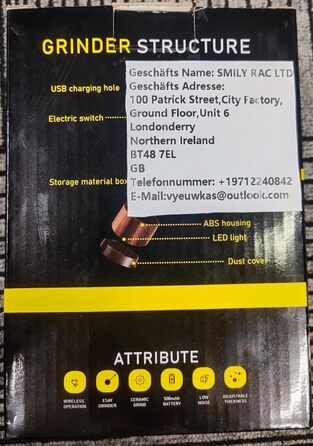 GRINDER STRUCTURE
Geschäfts Name: SMILY RAC LTD
Geschäfts Adresse:
100 Patrick Street,City Factory,
Ground Floor,Unit 6
Londonderry
Northern Ireland
BT48 7EL
GB
Telefonnummer: +19712240842
E-Mail:vyeuwkas@outlook.com
USB charging hole
Electric switch
Storage material box
ABS housing
LED light
Dust cover
ATTRIBUTE
WIRELESS OPERATION
ESAY GRINDER
CERAMIC GRIND
500mAh BATTERY
LOW NOISE
ADJUSTABLE THICKNESS